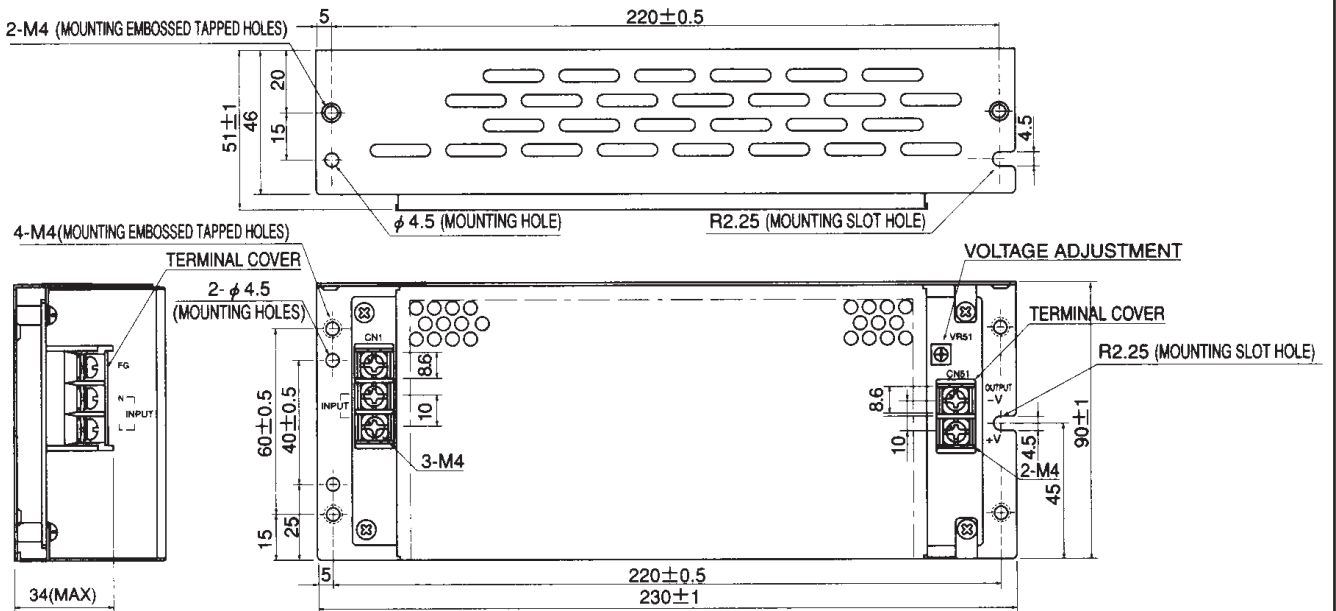 5
220±0.5
2-M4 (MOUNTING EMBOSSED TAPPED HOLES)
51±1
46
20
15
4.5
φ 4.5 (MOUNTING HOLE)
R2.25 (MOUNTING SLOT HOLE)
4-M4(MOUNTING EMBOSSED TAPPED HOLES)
TERMINAL COVER
2- φ 4.5
(MOUNTING HOLES)
VOLTAGE ADJUSTMENT
TERMINAL COVER
R2.25 (MOUNTING SLOT HOLE)
FG
N
INPUT
34(MAX)
60±0.5
40±0.5
15
25
CN1
INPUT
8.6
10
3-M4
VR51
CN51
OUTPUT
-V
+V
8.6
10
2-M4
4.5
45
90±1
5
220±0.5
230±1